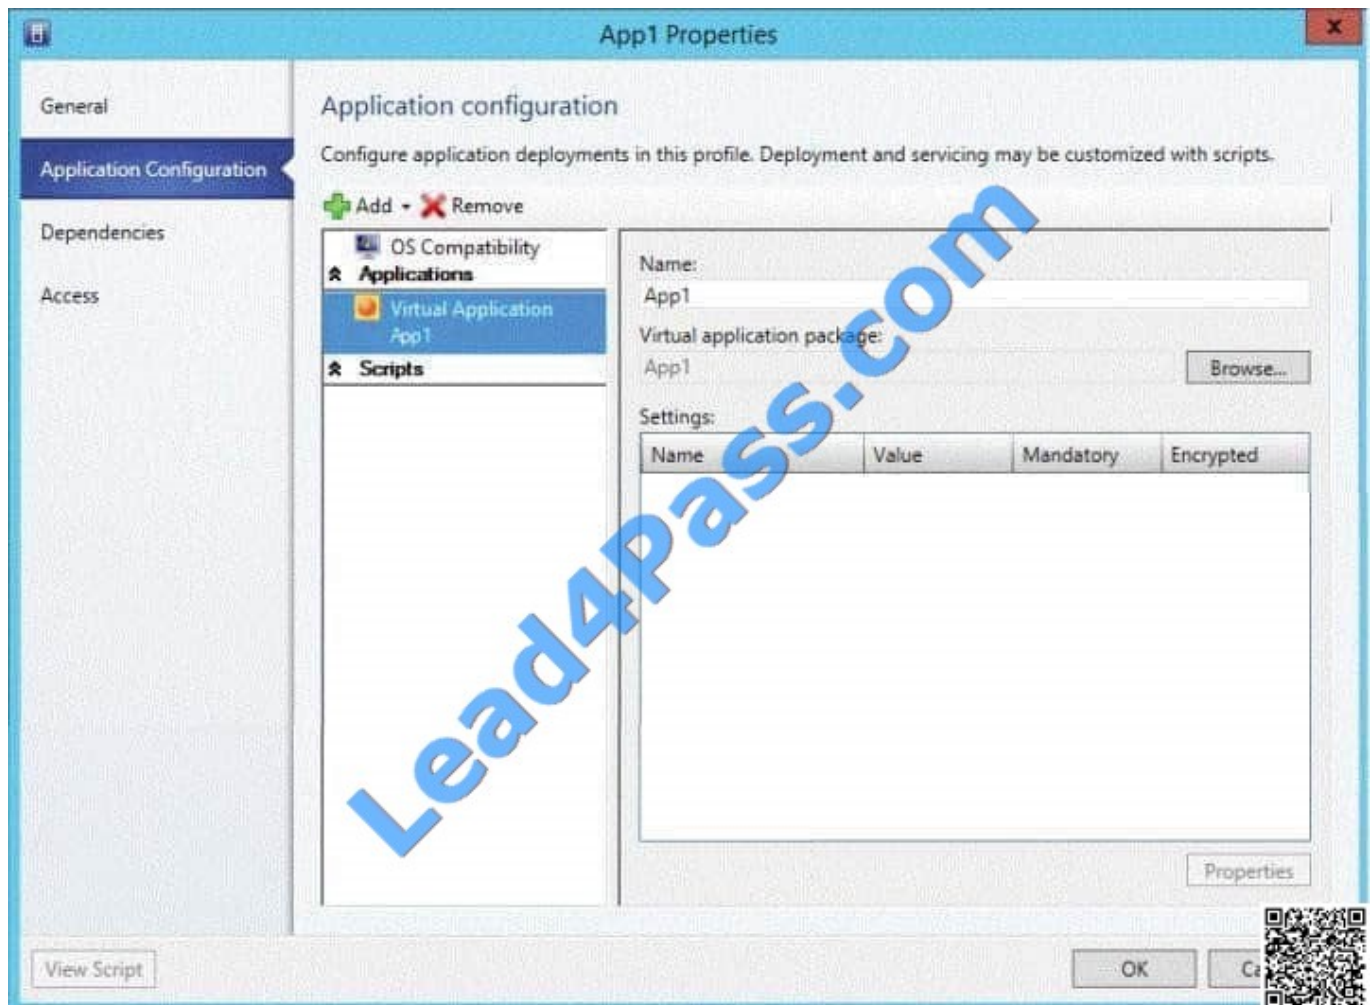 App1 Properties
x
General
Application Configuration
Dependencies
Access
Application configuration
Configure application deployments in this profile. Deployment and servicing may be customized with scripts.
Add Remove
OS Compatibility
Applications
Virtual Application
App1
Scripts
Name:
App1
Virtual application package:
App1 Browse...
Settings:
Name Value Mandatory Encrypted
Properties
Lead4Pass.com
View Script OK